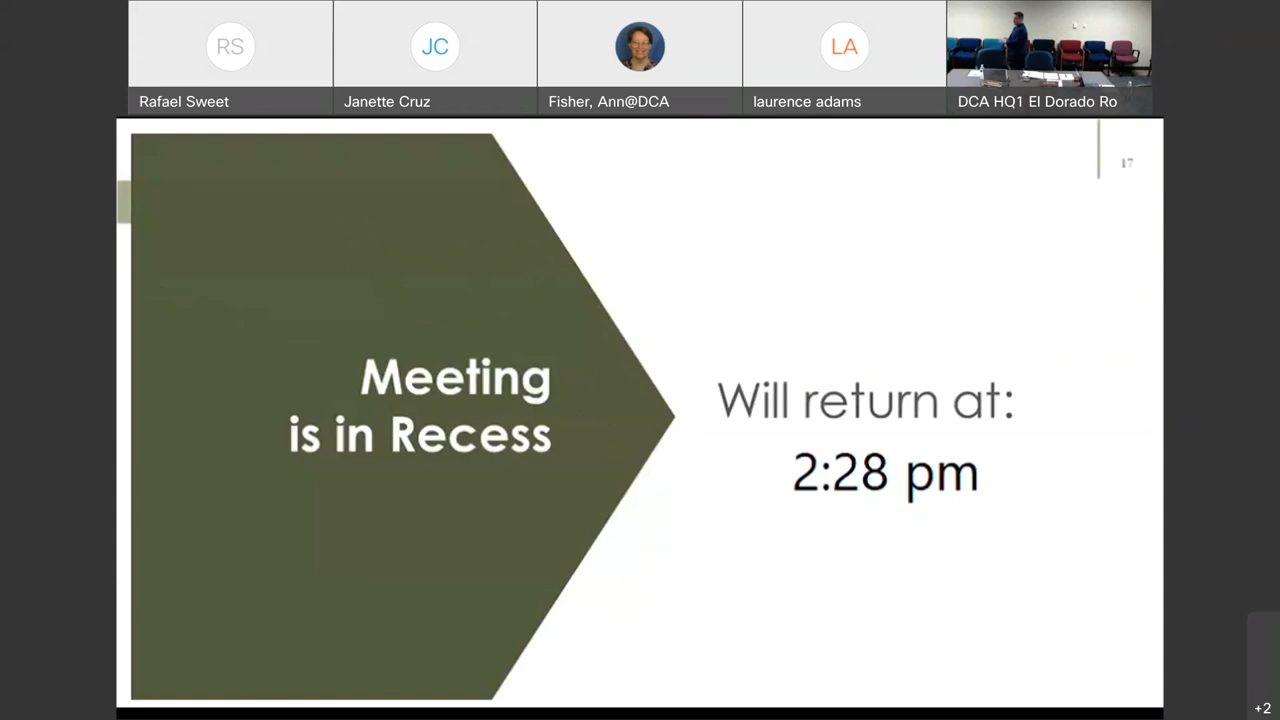 RS
JC
LA
Rafael Sweet
Janette Cruz
Fisher, Ann@DCA
laurence adams
DCA HQ1 El Dorado Ro
17
Meeting
is in Recess
Will return at:
2:28 pm
+2